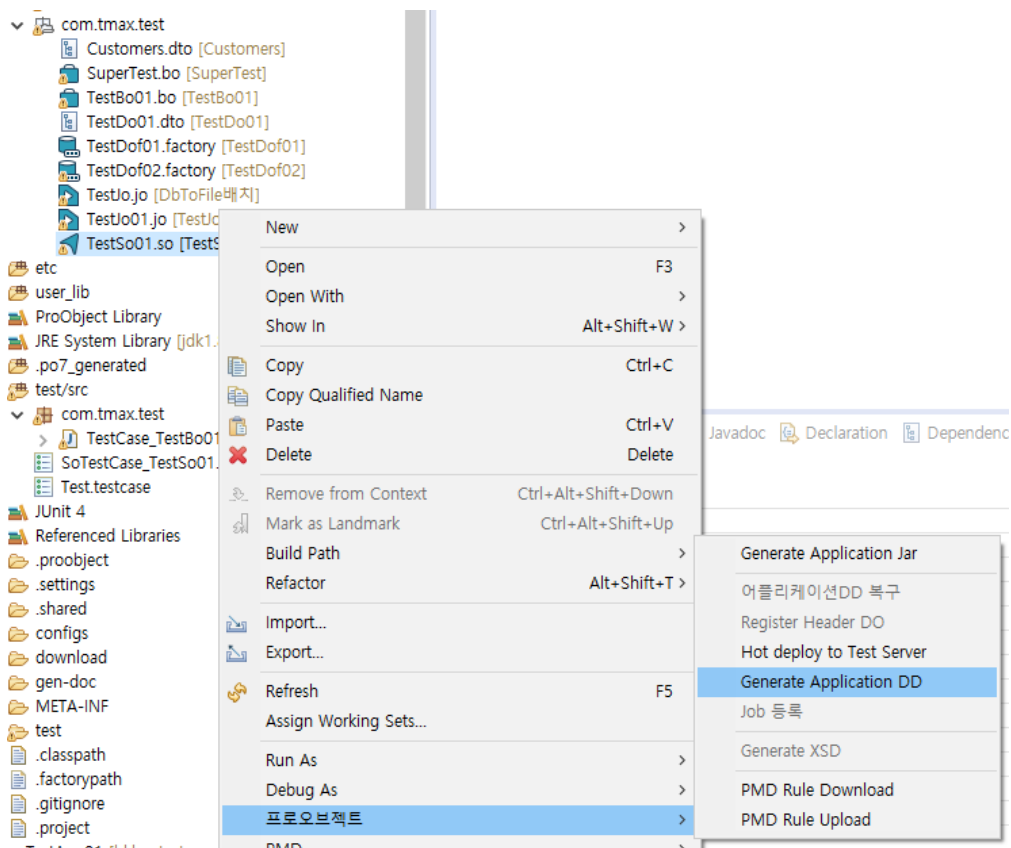 com.tmax.test
Customers.dto [Customers]
SuperTest.bo [SuperTest]
TestBo01.bo [TestBo01]
TestDo01.dto [TestDo01]
TestDof01.factory [TestDof01]
TestDof02.factory [TestDof02]
TestJo.jo [DbToFile배치]
TestJo01.jo [TestJo
TestSo01.so [TestS
etc
user_lib
ProObject Library
JRE System Library [jdk1.
.po7_generated
test/src
com.tmax.test
TestCase_TestBo01
SoTestCase_TestSo01.
Test.testcase
JUnit 4
Referenced Libraries
.proobject
.settings
.shared
configs
download
gen-doc
META-INF
test
.classpath
.factorypath
.gitignore
.project
New
Open F3
Open With
Show In Alt+Shift+W
Copy Ctrl+C
Copy Qualified Name
Paste Ctrl+V
Delete Delete
Remove from Context Ctrl+Alt+Shift+Down
Mark as Landmark Ctrl+Alt+Shift+Up
Build Path
Refactor Alt+Shift+T
Import...
Export...
Refresh F5
Assign Working Sets...
Run As
Debug As
프로오브젝트
PMD
Javadoc Declaration Dependenc
Generate Application Jar
어플리케이션DD 복구
Register Header DO
Hot deploy to Test Server
Generate Application DD
Job 등록
Generate XSD
PMD Rule Download
PMD Rule Upload